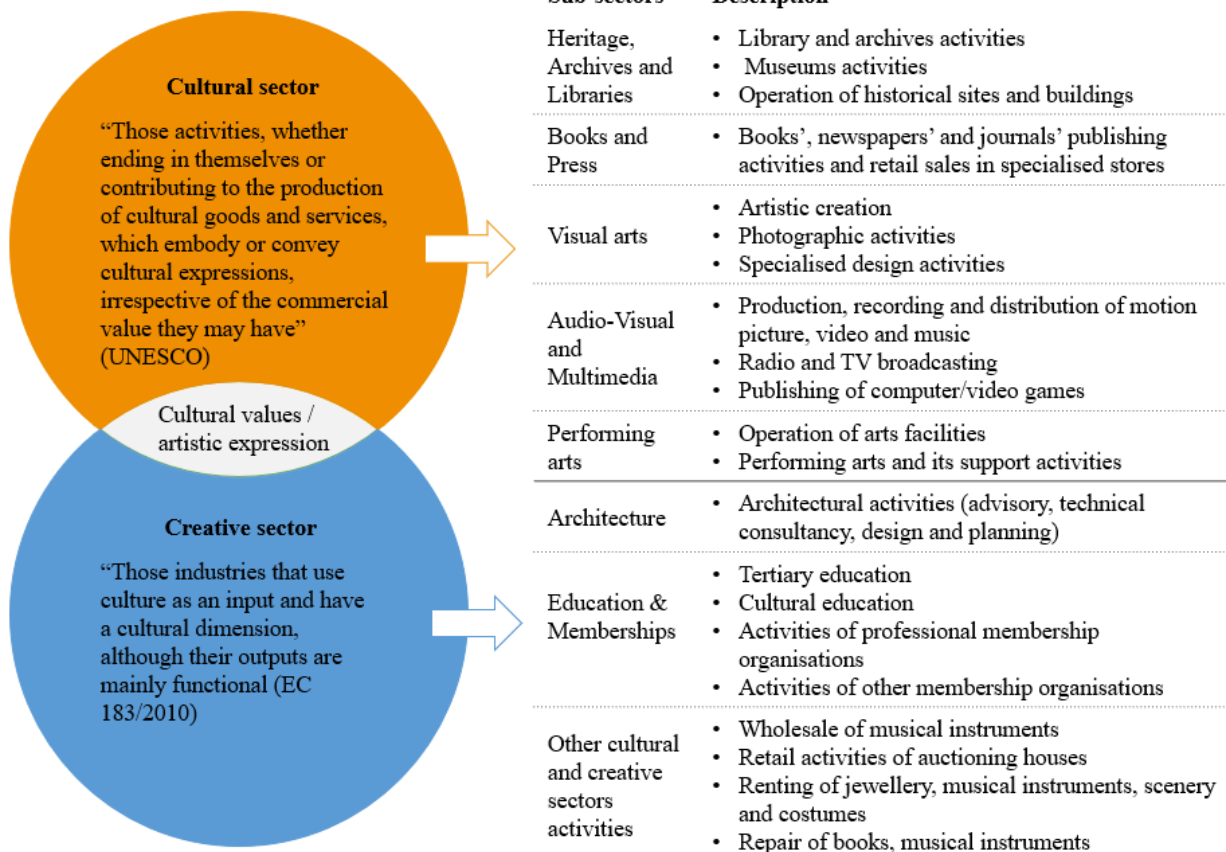 Sub-sectors Description
Cultural sector
“Those activities, whether
ending in themselves or
contributing to the production
of cultural goods and services,
which embody or convey
cultural expressions,
irrespective of the commercial
value they may have”
(UNESCO)
Cultural values /
artistic expression
Creative sector
“Those industries that use
culture as an input and have
a cultural dimension,
although their outputs are
mainly functional (EC
183/2010)
Heritage,
Archives and
Libraries
• Library and archives activities
• Museums activities
• Operation of historical sites and buildings
Books and
Press
• Books’, newspapers’ and journals’ publishing
activities and retail sales in specialised stores
Visual arts
• Artistic creation
• Photographic activities
• Specialised design activities
Audio-Visual
and
Multimedia
• Production, recording and distribution of motion
picture, video and music
• Radio and TV broadcasting
• Publishing of computer/video games
Performing
arts
• Operation of arts facilities
• Performing arts and its support activities
Architecture
• Architectural activities (advisory, technical
consultancy, design and planning)
Education &
Memberships
• Tertiary education
• Cultural education
• Activities of professional membership
organisations
• Activities of other membership organisations
Other cultural
and creative
sectors
activities
• Wholesale of musical instruments
• Retail activities of auctioning houses
• Renting of jewellery, musical instruments, scenery
and costumes
• Repair of books, musical instruments